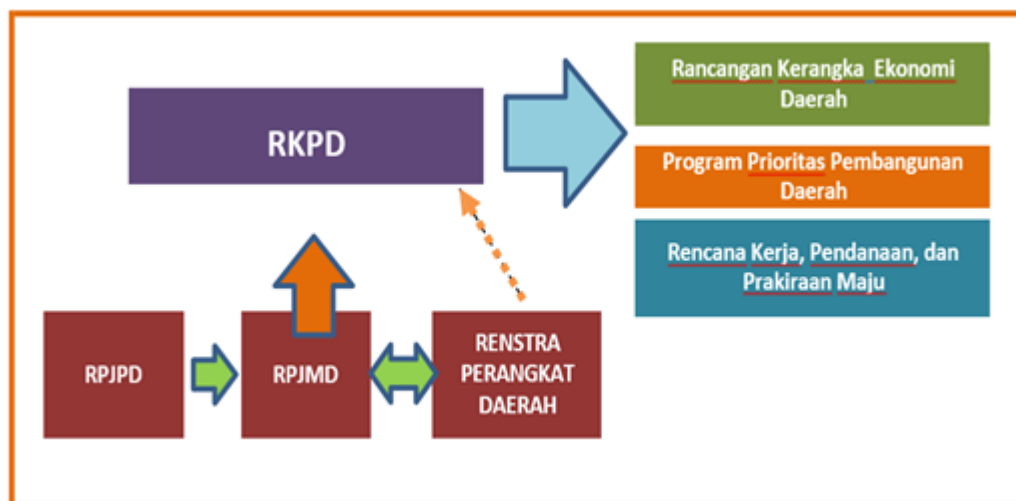 RKPD
Rancangan Kerangka Ekonomi
Daerah
Program Prioritas Pembangunan
Daerah
Rencana Kerja, Pendanaan, dan
Prakiraan Maju
RPJPD
RPJMD
RENSTRA
PERANGKAT
DAERAH